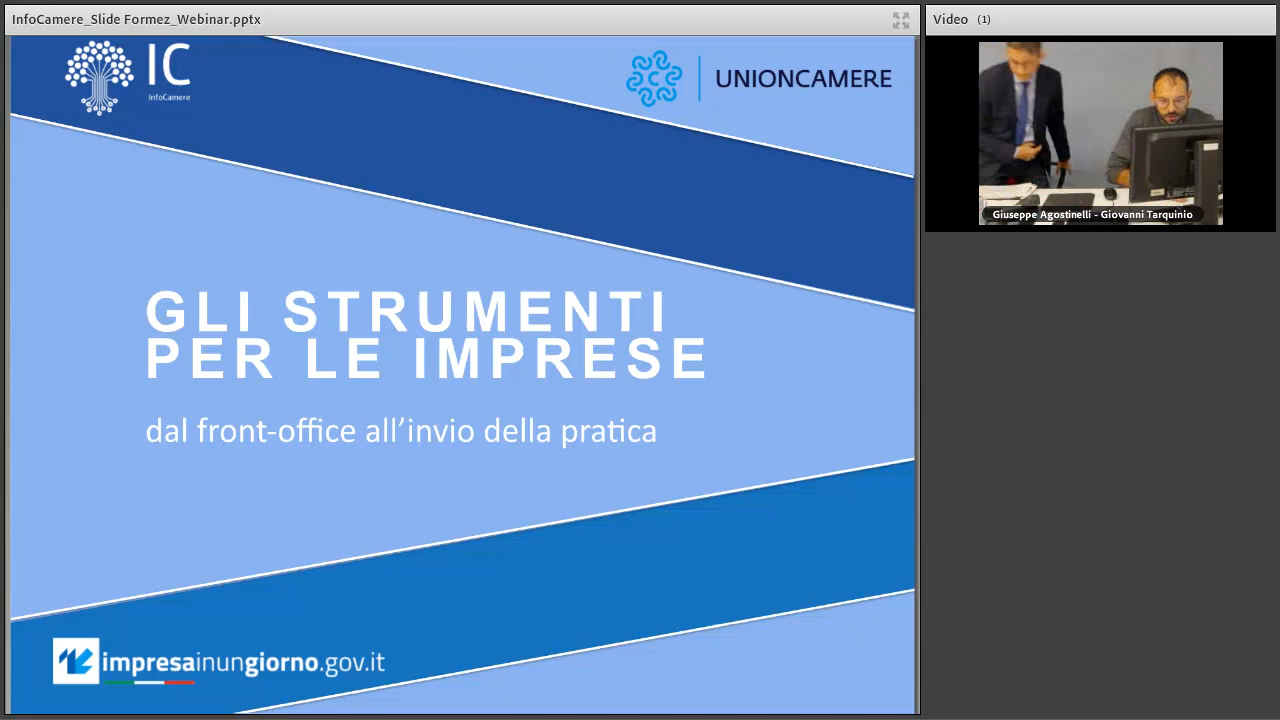 InfoCamere_Slide Formez_Webinar.pptx
Video (1)
IC
InfoCamere
UNIONCAMERE
Giuseppe Agostinelli - Giovanni Tarquinio
GLI STRUMENTI
PER LE IMPRESE
dal front-office all’invio della pratica
impresainungiorno.gov.it